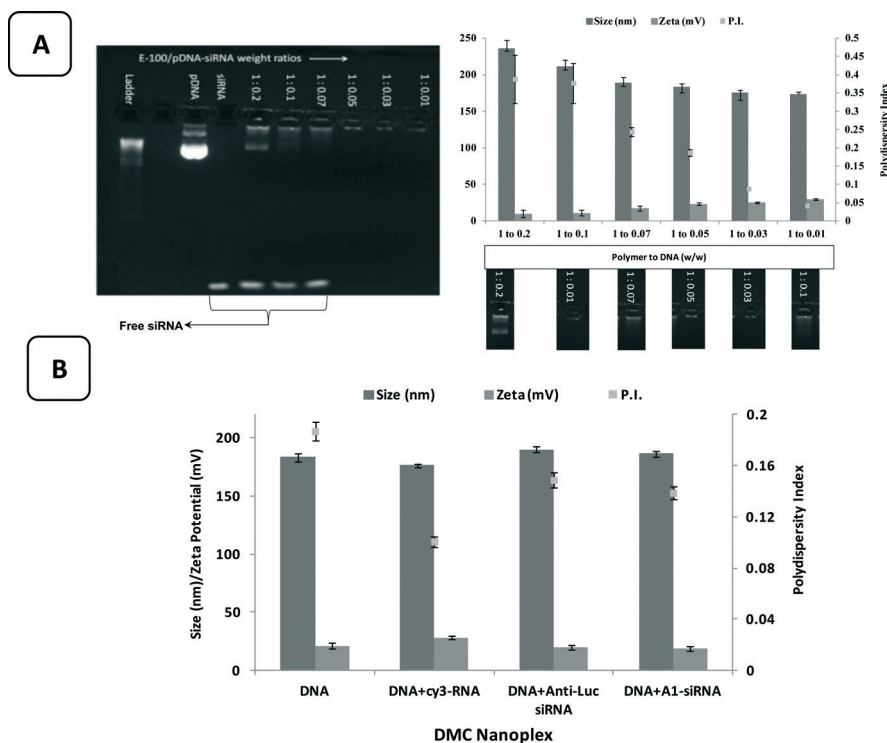 A
E-100/pDNA-siRNA weight ratios
Ladder
pDNA
siRNA
1:0.2
1:0.1
1:0.07
1:0.05
1:0.03
1:0.01
Free siRNA
Size (nm) Zeta (mV) P.I.
250
200
150
100
50
0
0.5
0.45
0.4
0.35
0.3
0.25
0.2
0.15
0.1
0.05
0
Polydispersity Index
1 to 0.2 1 to 0.1 1 to 0.07 1 to 0.05 1 to 0.03 1 to 0.01
Polymer to DNA (w/w)
1:0.2
1:0.01
1:0.07
1:0.05
1:0.03
1:0.1
B
Size (nm) Zeta (mV) P.I.
Size (nm)/Zeta Potential (mV)
200
150
100
50
0
0.2
0.16
0.12
0.08
0.04
0
Polydispersity Index
DNA DNA+cy3-RNA DNA+Anti-Luc DNA+A1-siRNA
siRNA
DMC Nanoplex